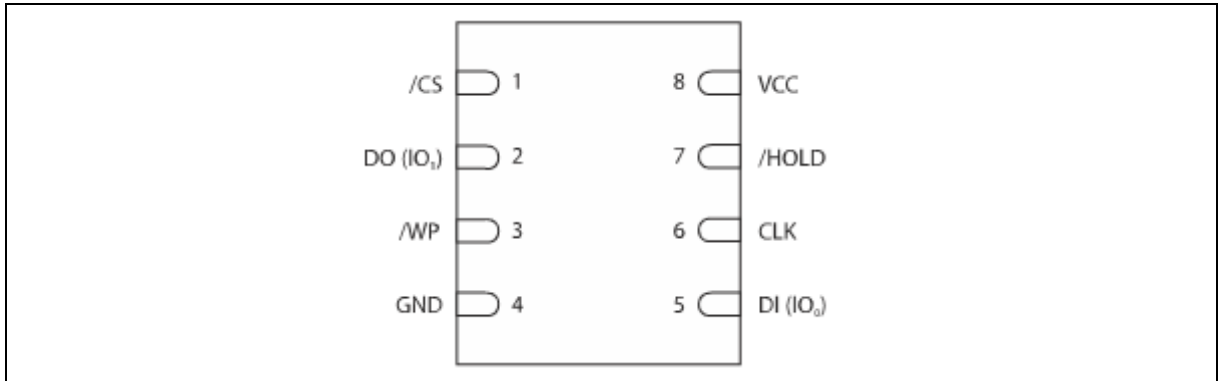 /CS 1 8 VCC
DO (IO₁) 2 7 /HOLD
/WP 3 6 CLK
GND 4 5 DI (IO₀)